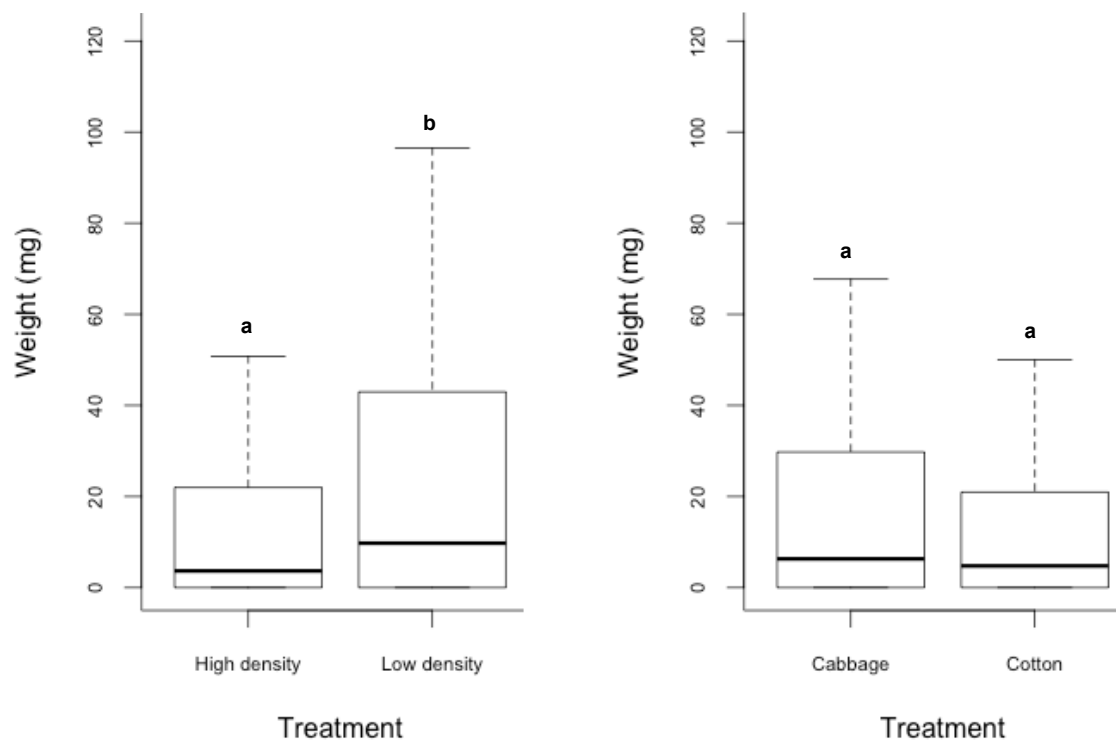 120
100
80
60
40
20
0
Weight (mg)
a
b
High density
Low density
Treatment
120
100
80
60
40
20
0
Weight (mg)
a
a
Cabbage
Cotton
Treatment